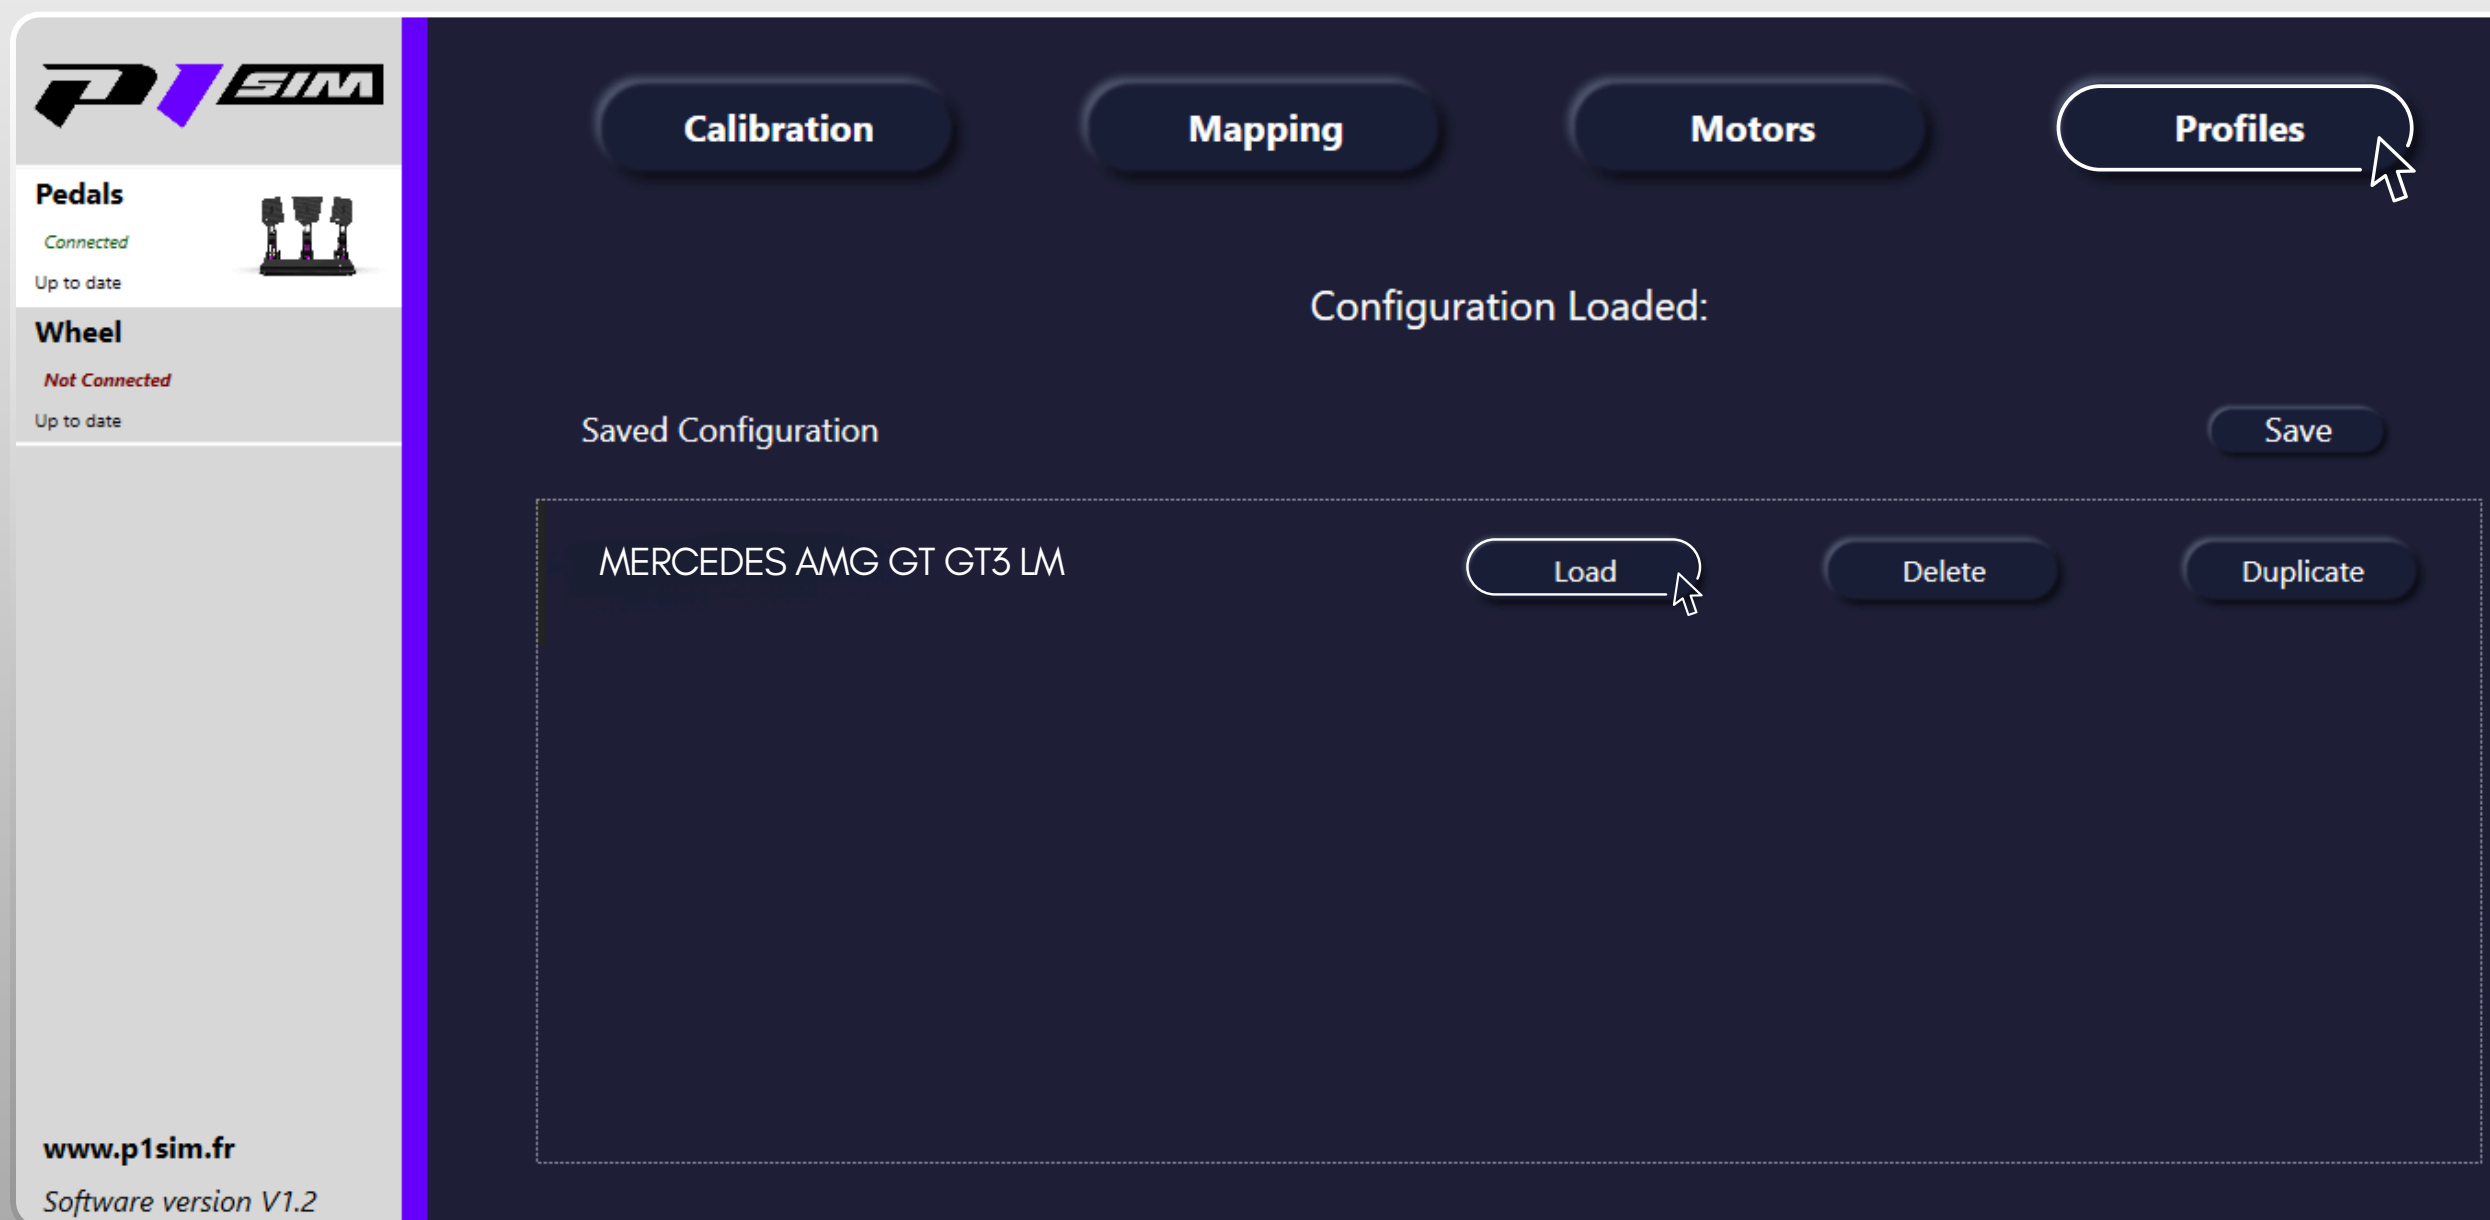 P1SIM
Calibration
Mapping
Motors
Profiles
Pedals
Connected
Up to date
Wheel
Not Connected
Up to date
Configuration Loaded:
Saved Configuration
Save
MERCEDES AMG GT GT3 LM
Load
Delete
Duplicate
www.p1sim.fr
Software version V1.2